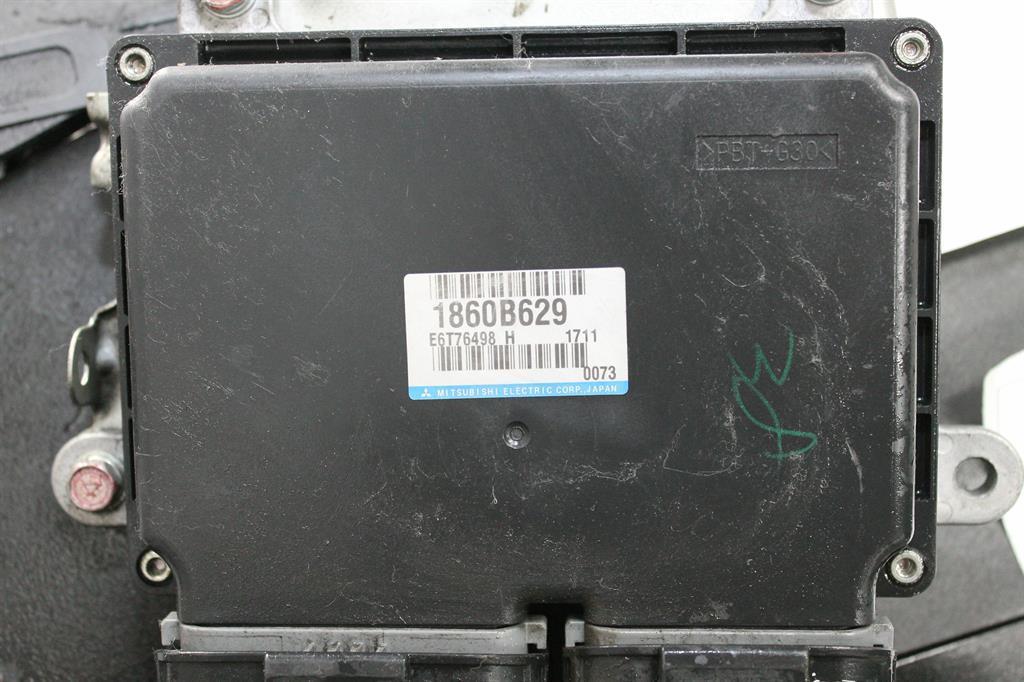 >PBT-G30<
1860B629
E6T76498 H 1711
0073
MITSUBISHI ELECTRIC CORP.,JAPAN